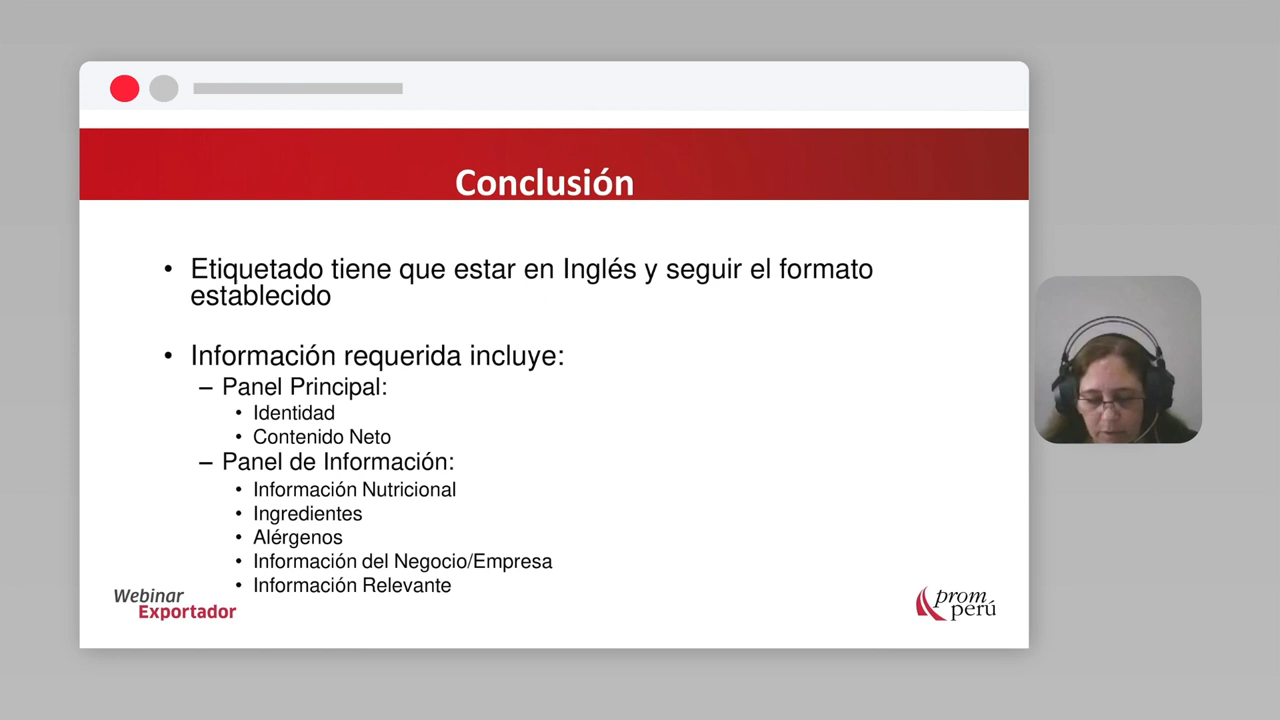 Conclusión
• Etiquetado tiene que estar en Inglés y seguir el formato
establecido
• Información requerida incluye:
– Panel Principal:
• Identidad
• Contenido Neto
– Panel de Información:
• Información Nutricional
• Ingredientes
• Alérgenos
• Información del Negocio/Empresa
• Información Relevante
Webinar
Exportador
prom
perú